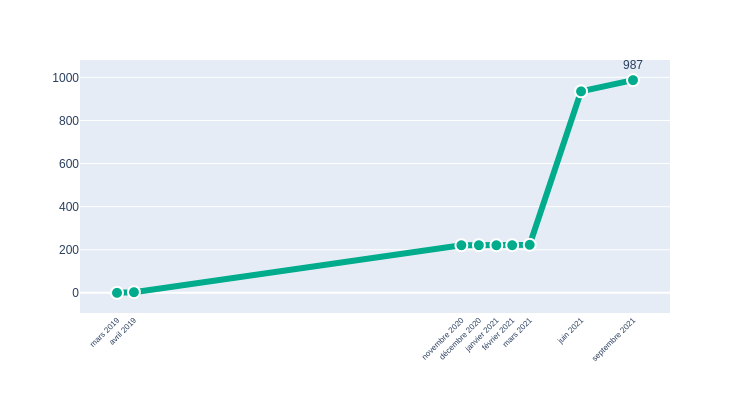 987
1000
800
600
400
200
0
mars 2019
avril 2019
novembre 2020
décembre 2020
janvier 2021
février 2021
mars 2021
juin 2021
septembre 2021